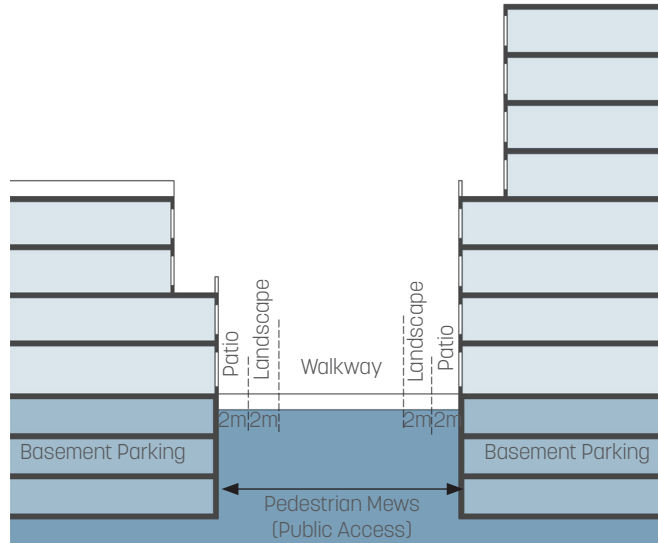 Patio
Landscape
Walkway
Landscape
Patio
2m 2m
2m 2m
Basement Parking
Basement Parking
Pedestrian Mews
(Public Access)